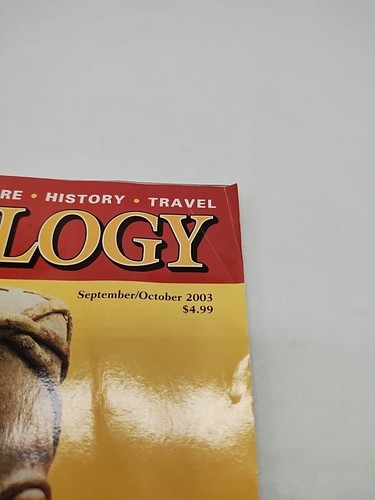 RE • HISTORY • TRAVEL
LOGY
September/October 2003
$4.99